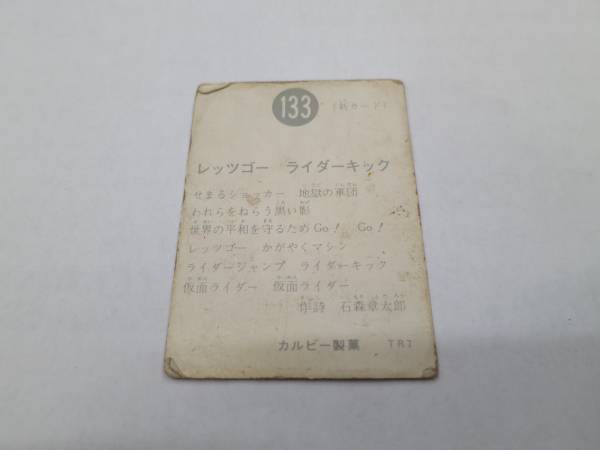 133
(新カード)
レッツゴー ライダーキック
せまるショッカー 地獄の軍団
われらをねらう黒い影
世界の平和を守るためGo! Go!
レッツゴー かがやくマシン
ライダージャンプ ライダーキック
仮面ライダー 仮面ライダー
作詩 石森章太郎
カルビー製菓 TR7